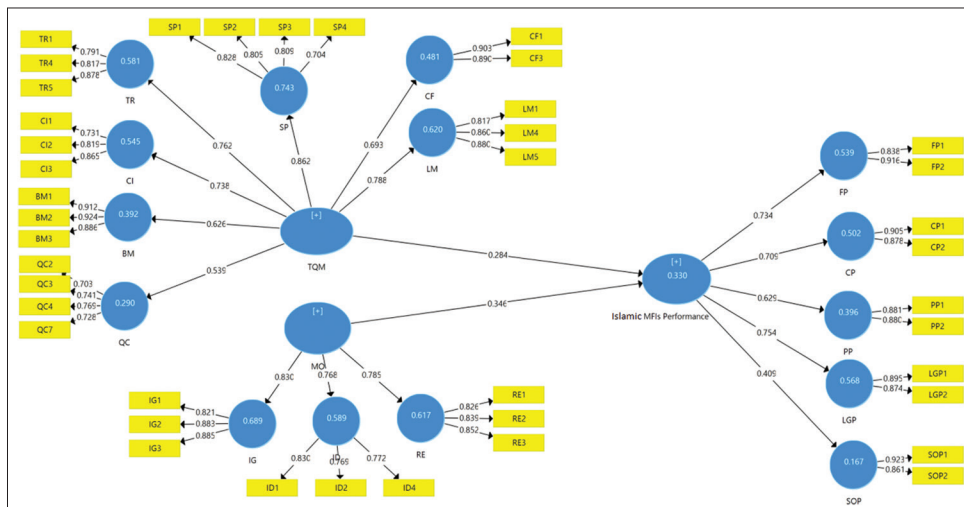 SP1 SP2 SP3 SP4
0.828 0.805 0.809 0.704
0.743
SP
TR1
TR4
TR5
0.791
0.817
0.878
0.581
TR
CI1
CI2
CI3
0.731
0.819
0.865
0.545
CI
BM1
BM2
BM3
0.912
0.924
0.886
0.392
BM
QC2
QC3
QC4
QC7
0.703
0.741
0.769
0.728
0.290
QC
0.762
0.738
0.626
0.539
0.862
0.693
0.788
[+]
TQM
0.481
CF
0.903
0.890
CF1
CF3
0.620
LM
0.817
0.860
0.880
LM1
LM4
LM5
0.284
0.346
[+]
MO
0.830
0.768
0.785
IG1
IG2
IG3
0.821
0.883
0.885
0.689
IG
0.589
ID
0.830
0.769
0.772
ID1 ID2 ID4
0.617
RE
0.826
0.839
0.852
RE1
RE2
RE3
[+]
0.330
Islamic MFIs Performance
0.734
0.709
0.629
0.754
0.409
0.539
FP
0.838
0.916
FP1
FP2
0.502
CP
0.905
0.878
CP1
CP2
0.396
PP
0.881
0.880
PP1
PP2
0.568
LGP
0.895
0.874
LGP1
LGP2
0.167
SOP
0.923
0.861
SOP1
SOP2